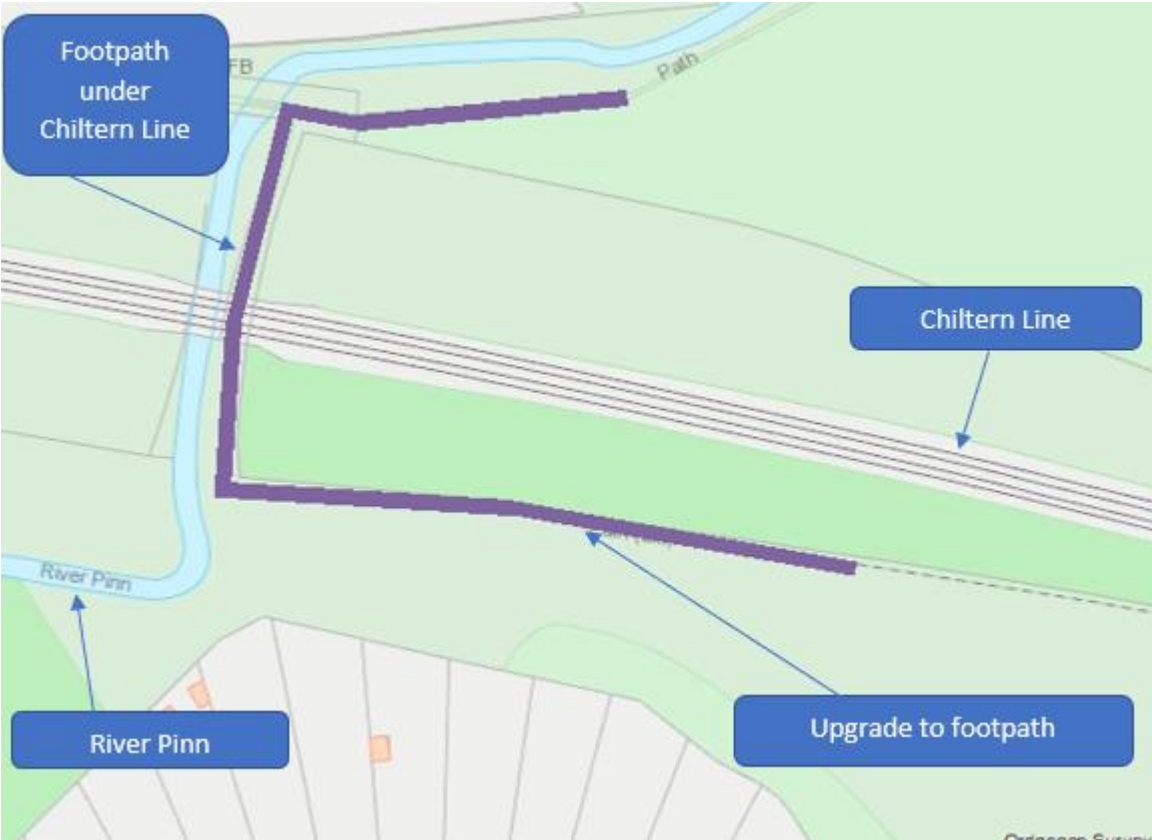 Footpath
under
Chiltern Line
FB
Path
Chiltern Line
River Pinn
River Pinn
Upgrade to footpath